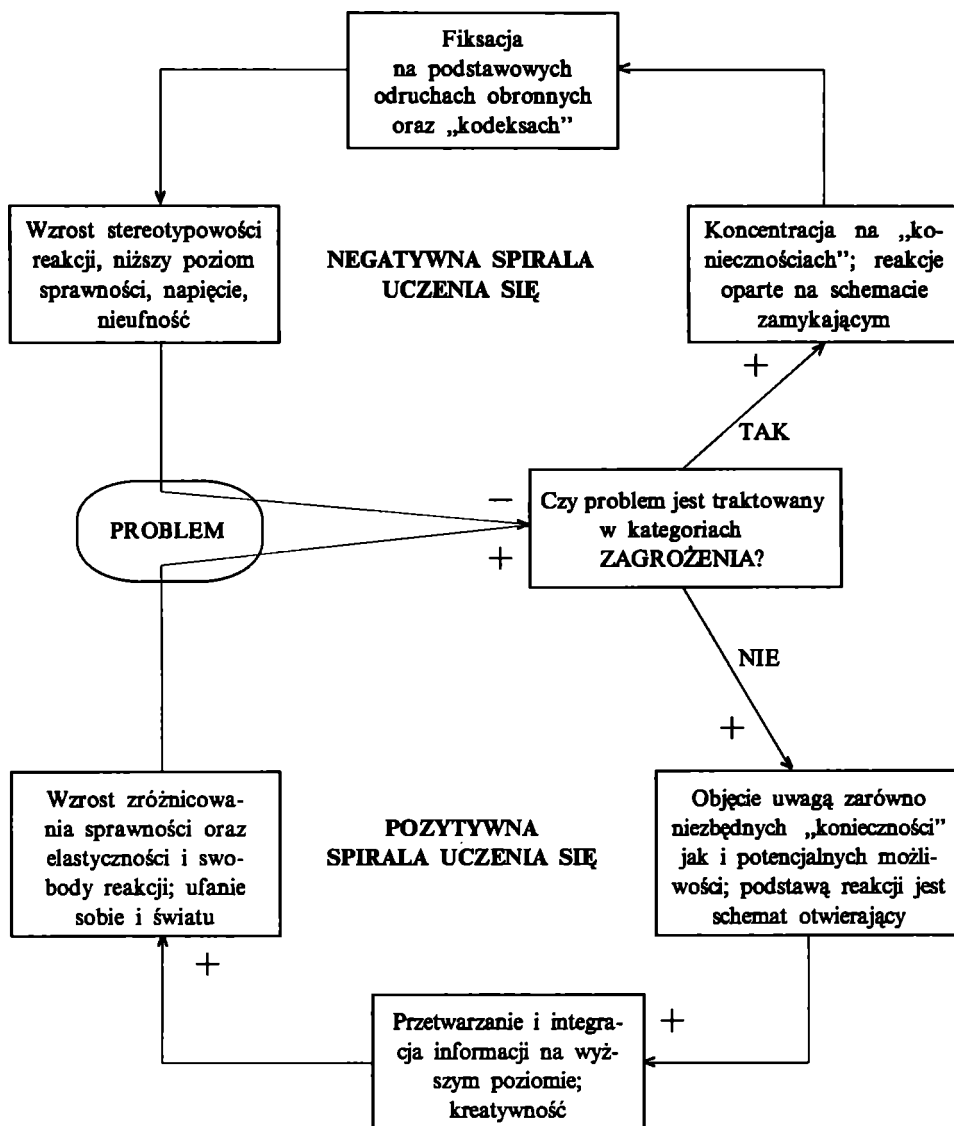 Fiksacja
na podstawowych
odruchach obronnych
oraz „kodeksach”
Wzrost stereotypowości
reakcji, niższy poziom
sprawności, napięcie,
nieufność
NEGATYWNA SPIRALA
UCZENIA SIĘ
Koncentracja na „ko-
niecznościach”; reakcje
oparte na schemacie
zamykającym
+
TAK
PROBLEM
−
+
Czy problem jest traktowany
w kategoriach
ZAGROŻENIA?
NIE
+
Wzrost zróżnicowa-
nia sprawności oraz
elastyczności i swo-
body reakcji; ufanie
sobie i światu
POZYTYWNA
SPIRALA UCZENIA SIĘ
Objęcie uwagą zarówno
niezbędnych „konieczności”
jak i potencjalnych możli-
wości; podstawą reakcji jest
schemat otwierający
+
Przetwarzanie i integra-
cja informacji na wyż-
szym poziomie;
kreatywność
+